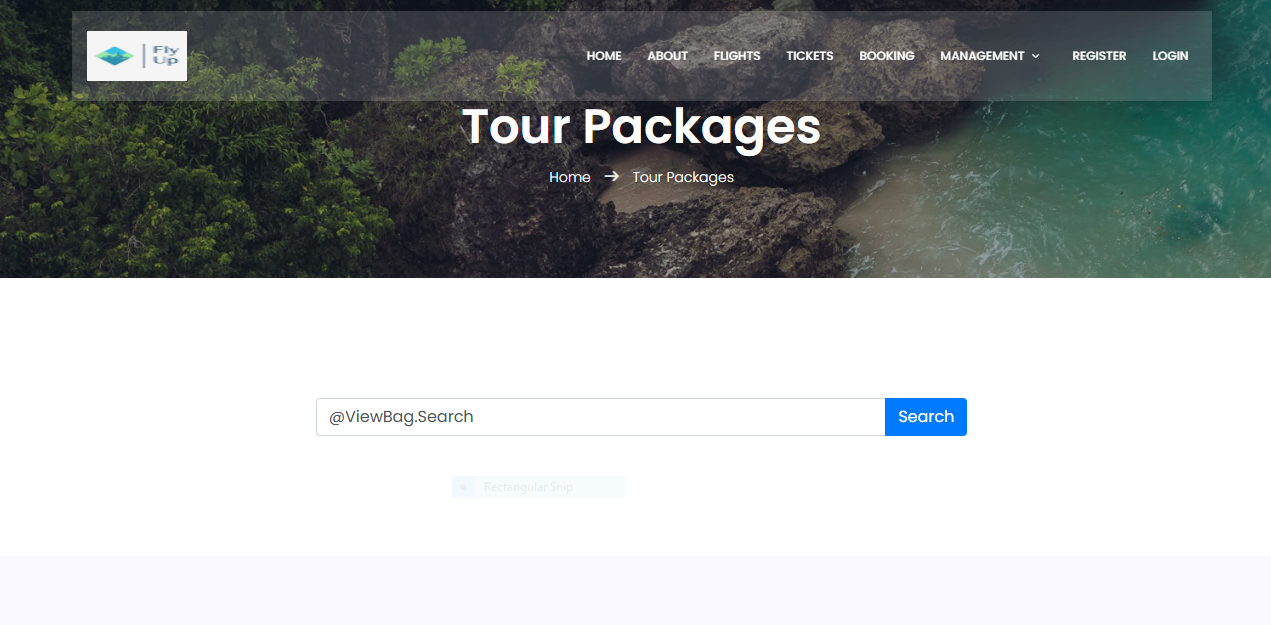 Fly
Up
HOME ABOUT FLIGHTS TICKETS BOOKING MANAGEMENT REGISTER LOGIN
Tour Packages
Home → Tour Packages
@ViewBag.Search Search
Rectangular Snip